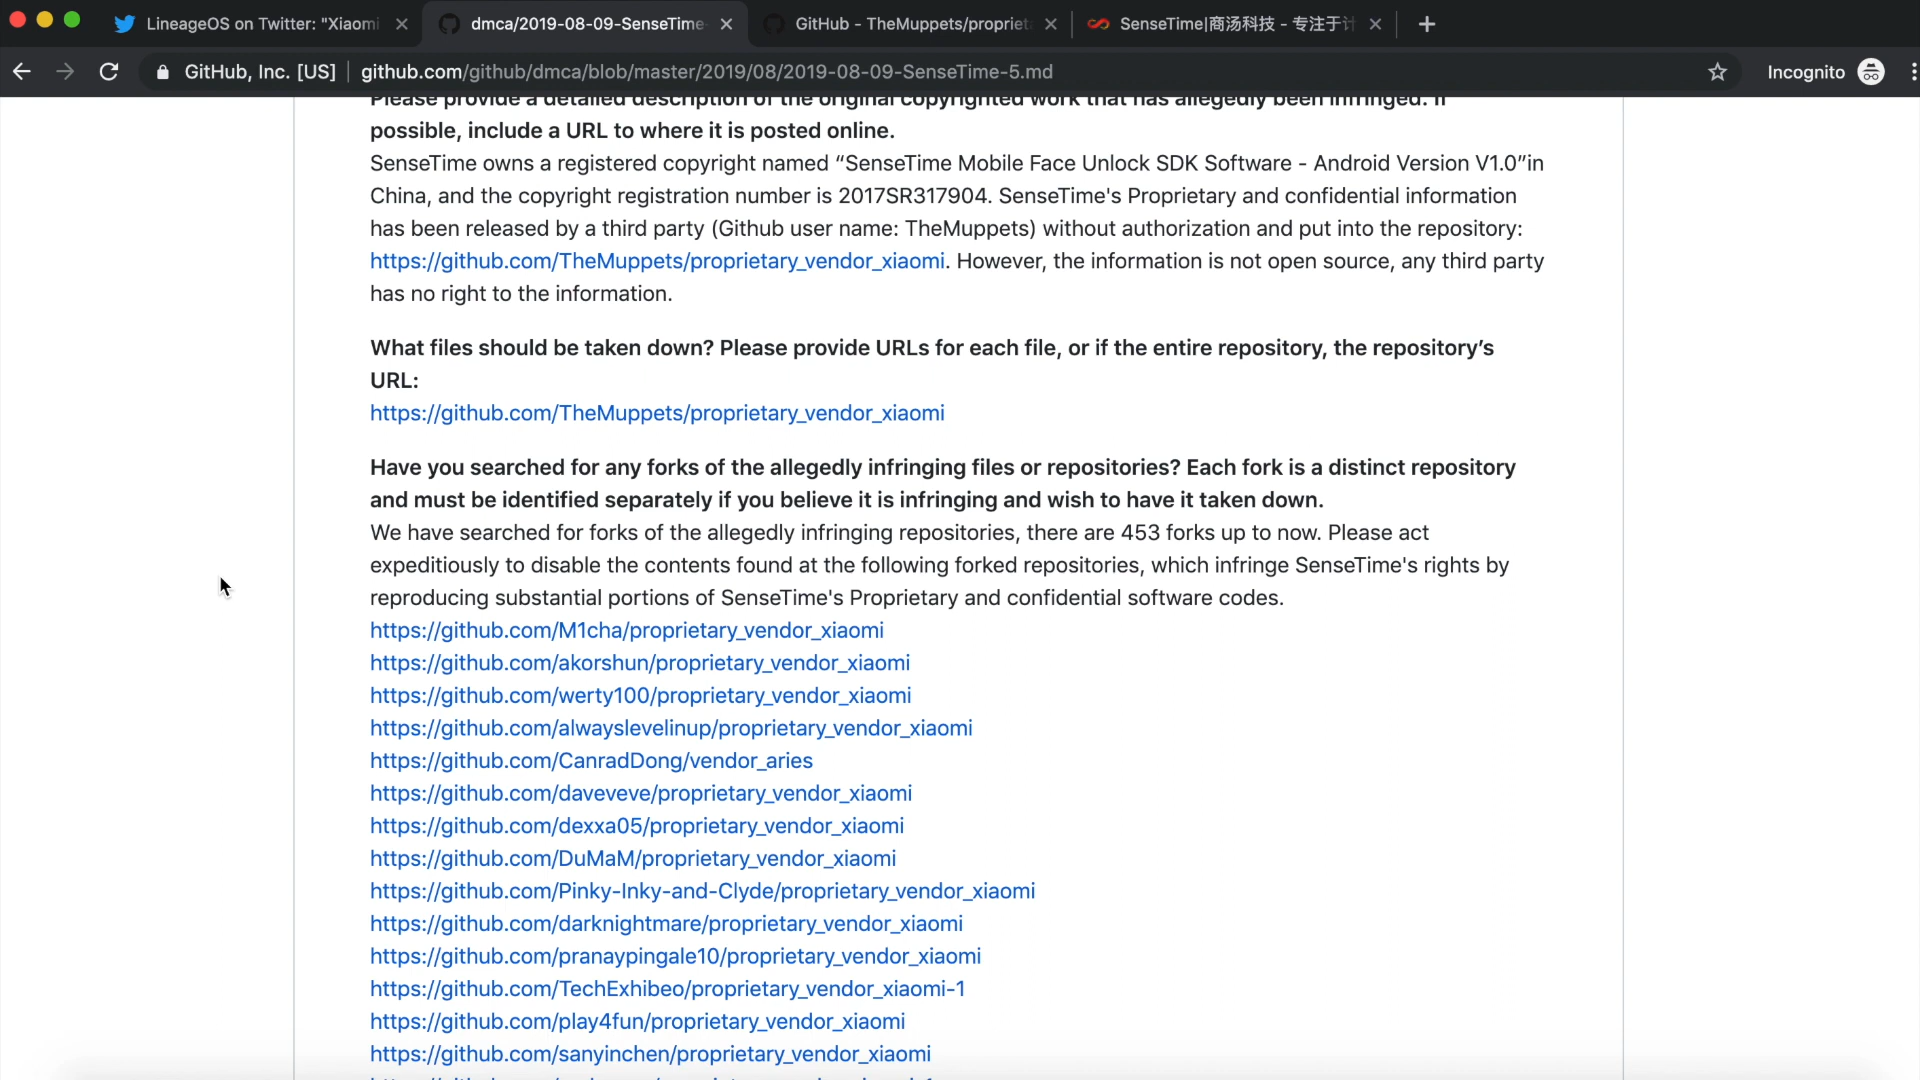 LineageOS on Twitter: "Xiaomi
dmca/2019-08-09-SenseTime-
GitHub - TheMuppets/propriet
SenseTime|商汤科技 - 专注于计
GitHub, Inc. [US]
github.com/github/dmca/blob/master/2019/08/2019-08-09-SenseTime-5.md
Incognito
Please provide a detailed description of the original copyrighted work that has allegedly been infringed. If
possible, include a URL to where it is posted online.
SenseTime owns a registered copyright named “SenseTime Mobile Face Unlock SDK Software - Android Version V1.0”in
China, and the copyright registration number is 2017SR317904. SenseTime's Proprietary and confidential information
has been released by a third party (Github user name: TheMuppets) without authorization and put into the repository:
https://github.com/TheMuppets/proprietary_vendor_xiaomi. However, the information is not open source, any third party
has no right to the information.
What files should be taken down? Please provide URLs for each file, or if the entire repository, the repository’s
URL:
https://github.com/TheMuppets/proprietary_vendor_xiaomi
Have you searched for any forks of the allegedly infringing files or repositories? Each fork is a distinct repository
and must be identified separately if you believe it is infringing and wish to have it taken down.
We have searched for forks of the allegedly infringing repositories, there are 453 forks up to now. Please act
expeditiously to disable the contents found at the following forked repositories, which infringe SenseTime's rights by
reproducing substantial portions of SenseTime's Proprietary and confidential software codes.
https://github.com/M1cha/proprietary_vendor_xiaomi
https://github.com/akorshun/proprietary_vendor_xiaomi
https://github.com/werty100/proprietary_vendor_xiaomi
https://github.com/alwayslevelinup/proprietary_vendor_xiaomi
https://github.com/CanradDong/vendor_aries
https://github.com/daveveve/proprietary_vendor_xiaomi
https://github.com/dexxa05/proprietary_vendor_xiaomi
https://github.com/DuMaM/proprietary_vendor_xiaomi
https://github.com/Pinky-Inky-and-Clyde/proprietary_vendor_xiaomi
https://github.com/darknightmare/proprietary_vendor_xiaomi
https://github.com/pranaypingale10/proprietary_vendor_xiaomi
https://github.com/TechExhibeo/proprietary_vendor_xiaomi-1
https://github.com/play4fun/proprietary_vendor_xiaomi
https://github.com/sanyinchen/proprietary_vendor_xiaomi